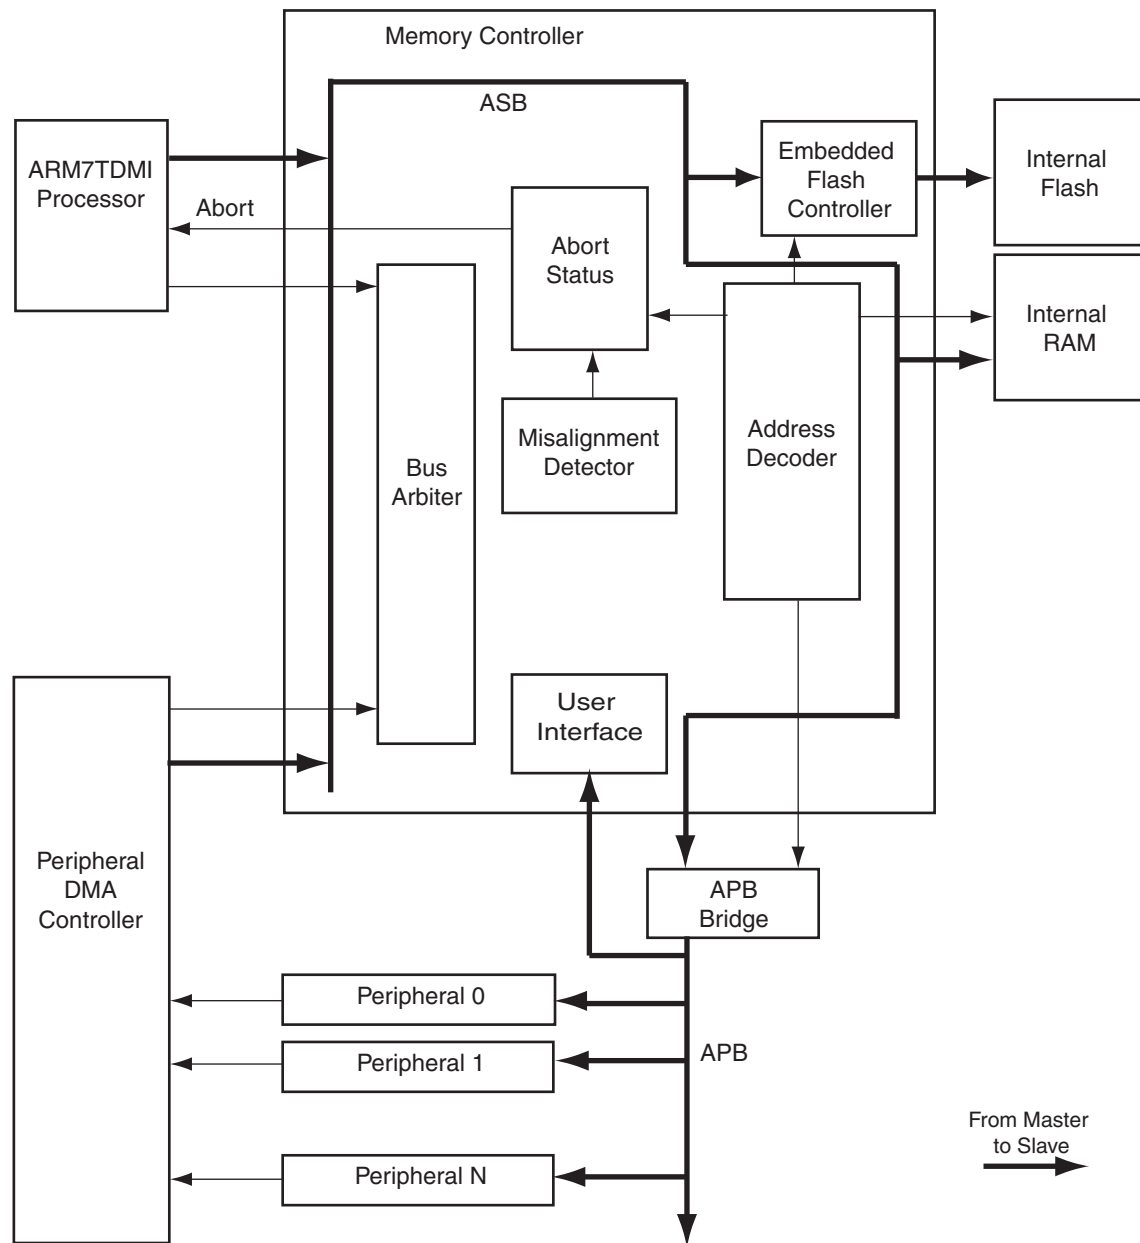 Memory Controller
ASB
ARM7TDMI
Processor
Abort
Embedded
Flash
Controller
Internal
Flash
Abort
Status
Internal
RAM
Misalignment
Detector
Address
Decoder
Bus
Arbiter
User
Interface
Peripheral
DMA
Controller
APB
Bridge
Peripheral 0
Peripheral 1
APB
Peripheral N
From Master
to Slave